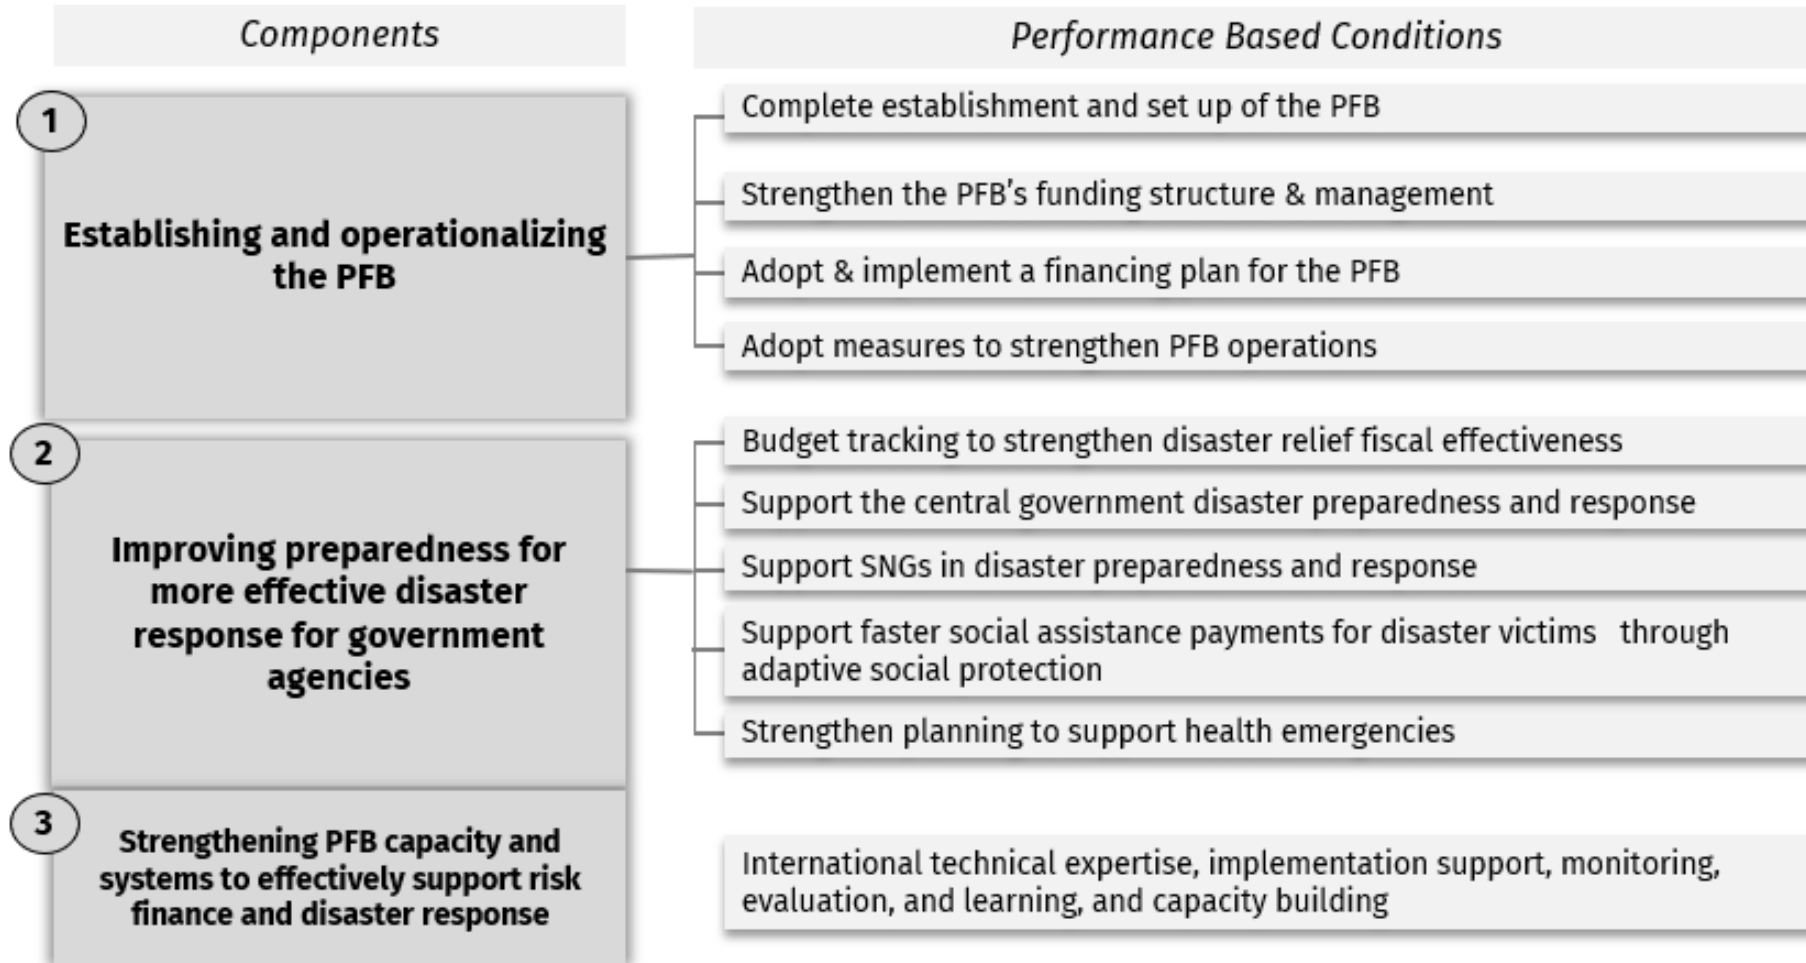 Components
Performance Based Conditions
1
Establishing and operationalizing
the PFB
Complete establishment and set up of the PFB
Strengthen the PFB’s funding structure & management
Adopt & implement a financing plan for the PFB
Adopt measures to strengthen PFB operations
2
Improving preparedness for
more effective disaster
response for government
agencies
Budget tracking to strengthen disaster relief fiscal effectiveness
Support the central government disaster preparedness and response
Support SNGs in disaster preparedness and response
Support faster social assistance payments for disaster victims through
adaptive social protection
Strengthen planning to support health emergencies
3
Strengthening PFB capacity and
systems to effectively support risk
finance and disaster response
International technical expertise, implementation support, monitoring,
evaluation, and learning, and capacity building